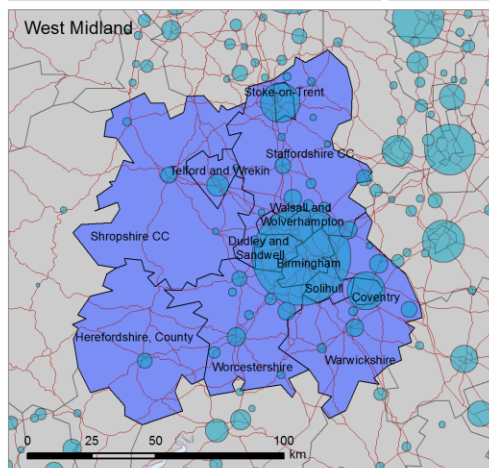 West Midland
Stoke-on-Trent
Staffordshire CC
Telford and Wrekin
Walsall and
Wolverhampton
Shropshire CC
Dudley and
Sandwell
Birmingham
Solihull
Coventry
Herefordshire, County
Worcestershire
Warwickshire
0 25 50 100
km